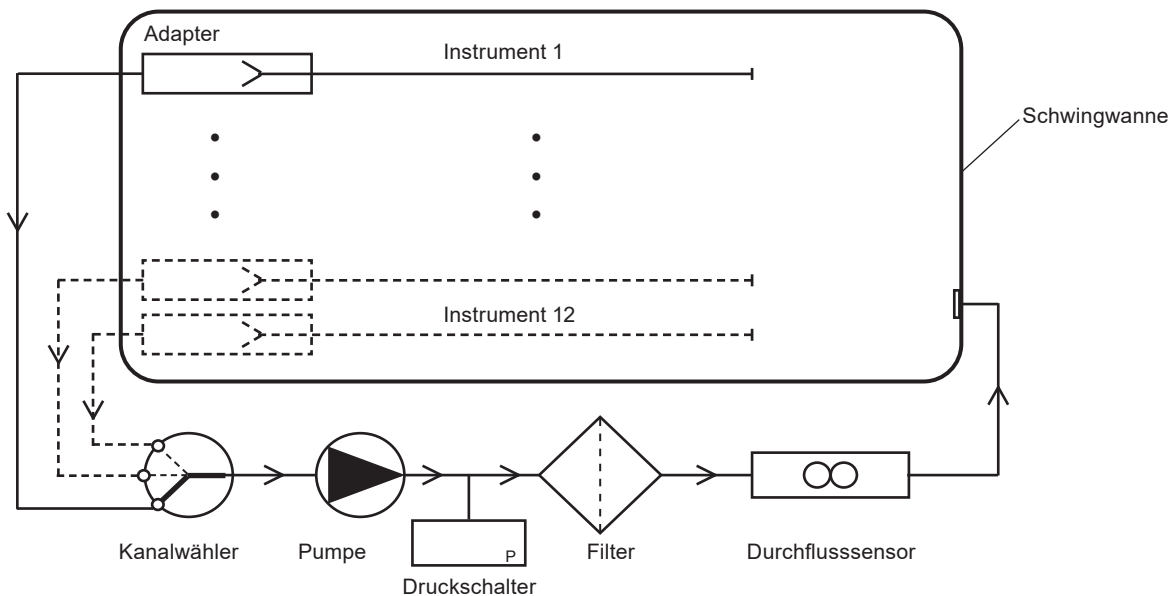 Adapter
Instrument 1
Schwingwanne
Instrument 12
Kanalwähler
Pumpe
P
Druckschalter
Filter
Durchflusssensor